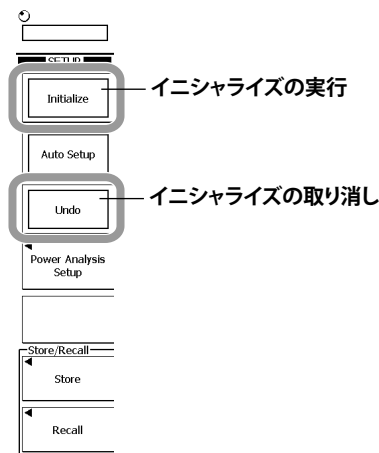 SETUP
Initialize
イニシャライズの実行
Auto Setup
Undo
イニシャライズの取り消し
Power Analysis
Setup
Store/Recall
Store
Recall